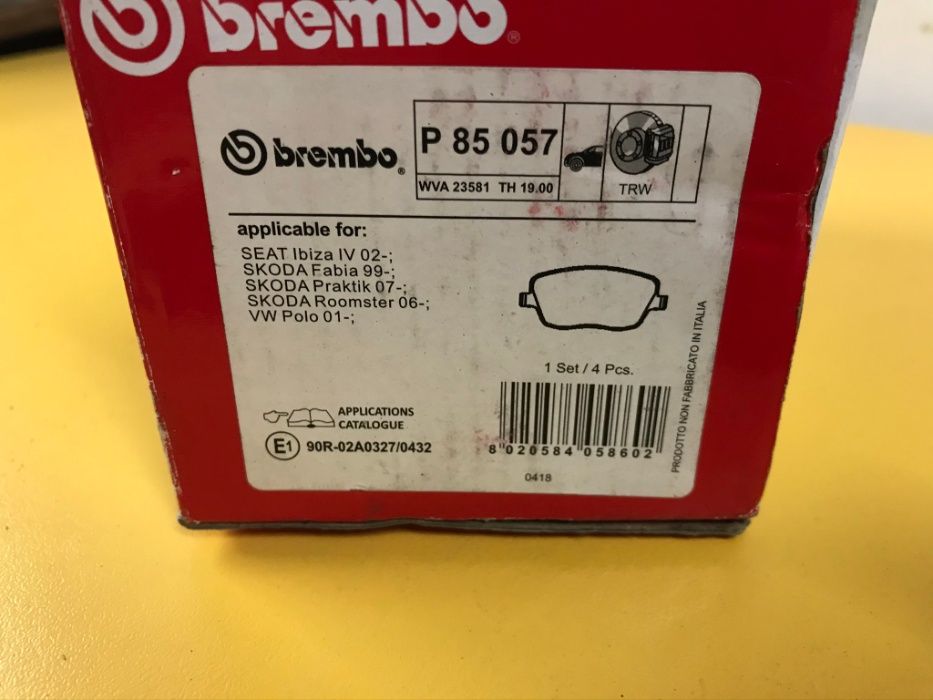 brembo®
brembo®
P 85 057
WVA 23581 TH 19.00
TRW
applicable for:
SEAT Ibiza IV 02-;
SKODA Fabia 99-;
SKODA Praktik 07-;
SKODA Roomster 06-;
VW Polo 01-;
1 Set / 4 Pcs.
APPLICATIONS
CATALOGUE
E1 90R-02A0327/0432
8 020584 058602
0418
PRODOTTO NON FABBRICATO IN ITALIA